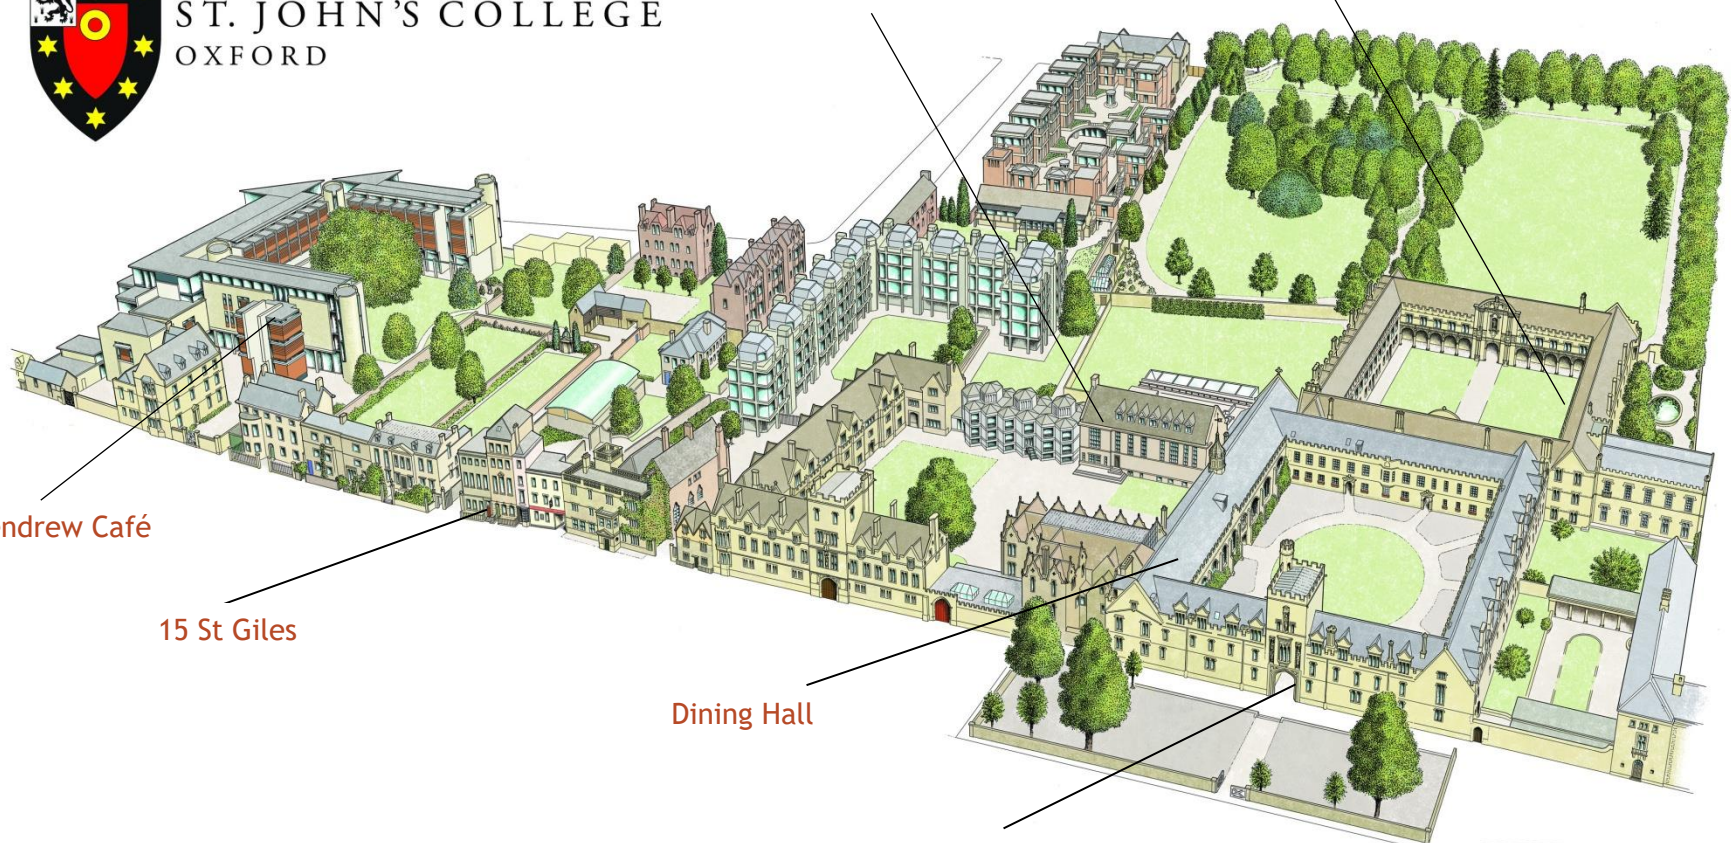 ST. JOHN'S COLLEGE
OXFORD
ndrew Café
15 St Giles
Dining Hall